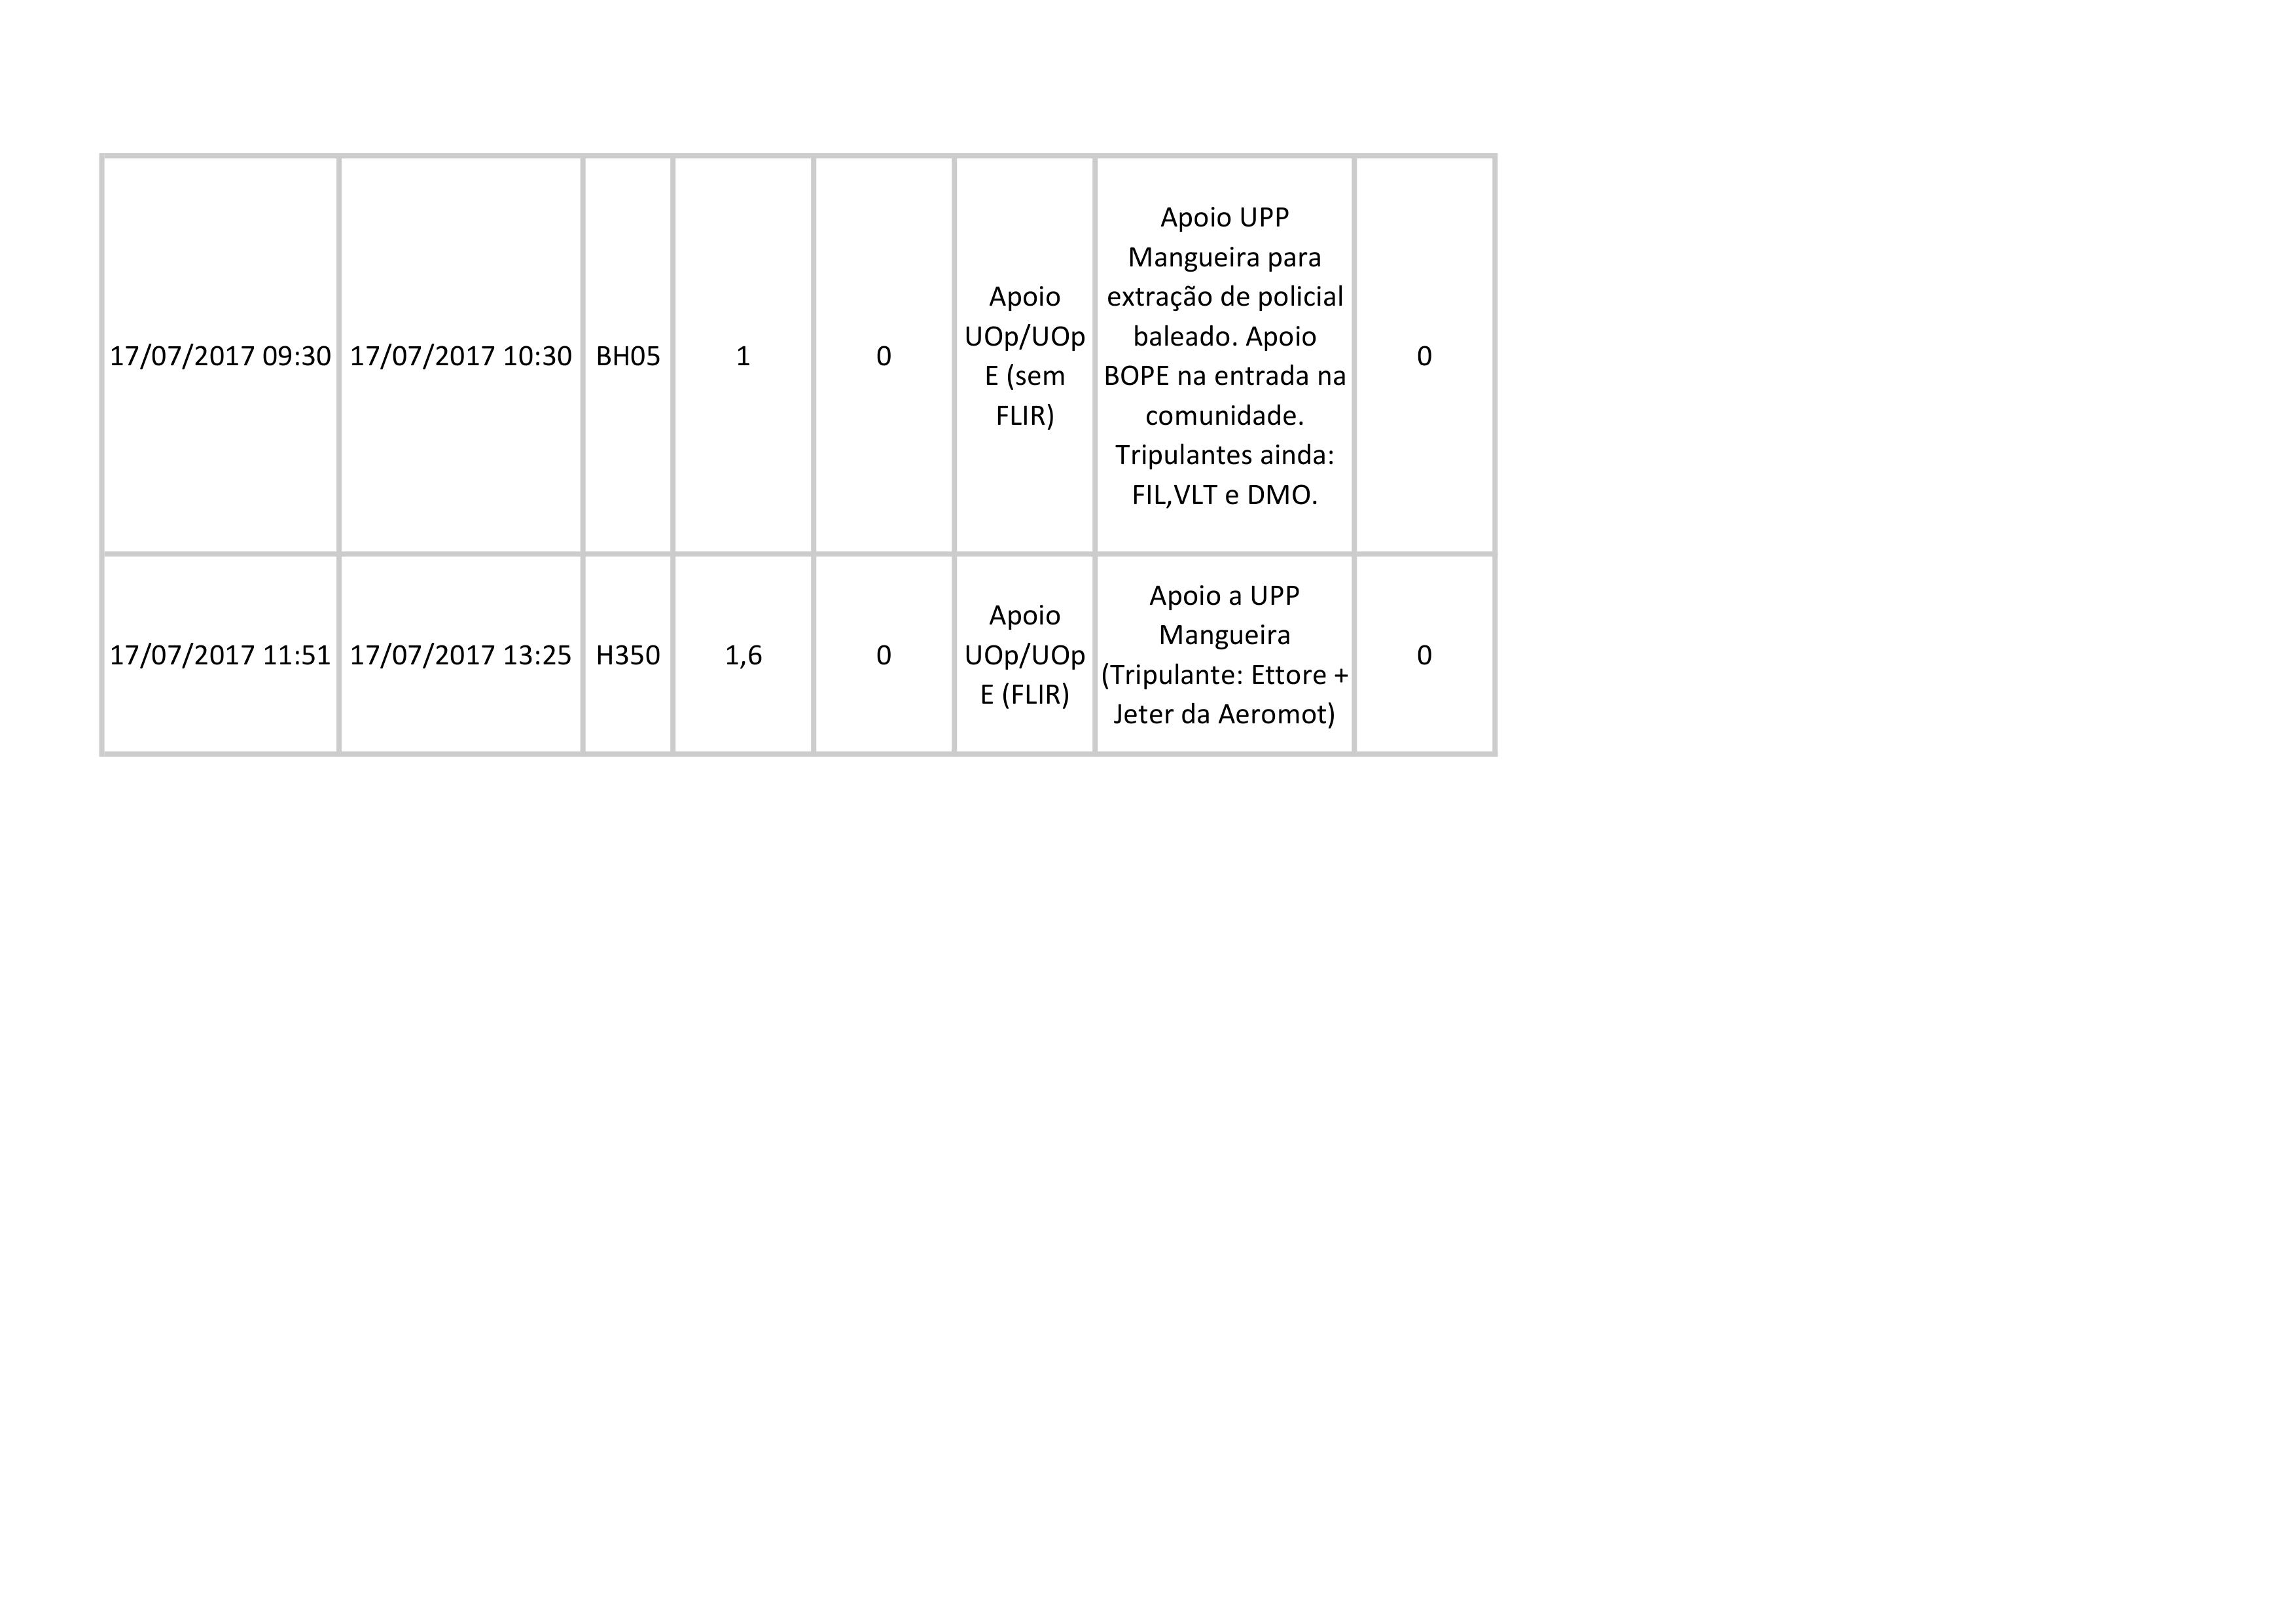 17/07/2017 09:30
17/07/2017 10:30
BH05
1
0
Apoio
UOp/UOp
E (sem
FLIR)
Apoio UPP
Mangueira para
extração de policial
baleado. Apoio
BOPE na entrada na
comunidade.
Tripulantes ainda:
FIL,VLT e DMO.
0
17/07/2017 11:51
17/07/2017 13:25
H350
1,6
0
Apoio
UOp/UOp
E (FLIR)
Apoio a UPP
Mangueira
(Tripulante: Ettore +
Jeter da Aeromot)
0